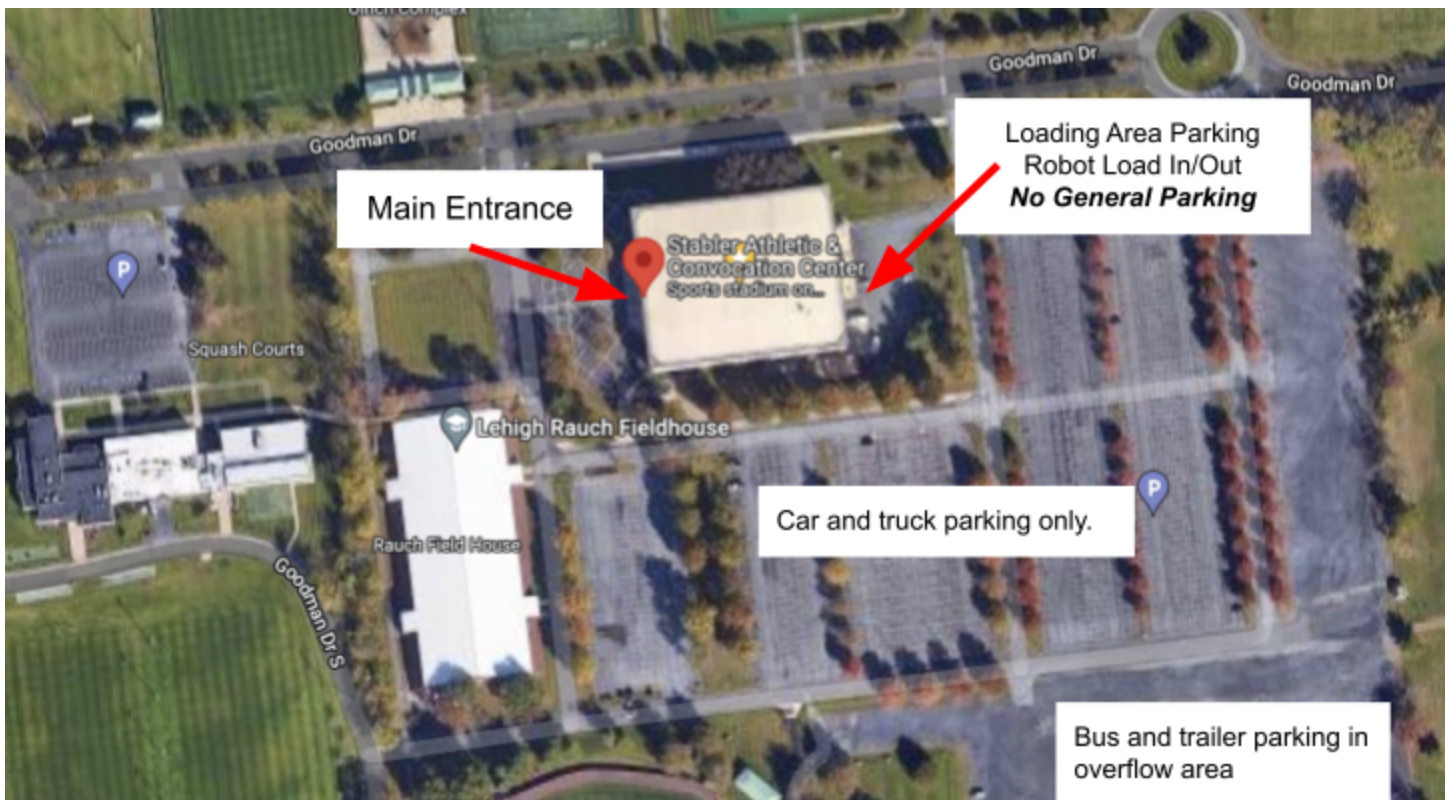 Ulrich Complex
Goodman Dr
Goodman Dr
Goodman Dr
Loading Area Parking
Robot Load In/Out
No General Parking
Main Entrance
Stabler Athletic &
Convocation Center
Sports stadium on...
P
Squash Courts
Lehigh Rauch Fieldhouse
P
Car and truck parking only.
Rauch Field House
Goodman Dr S
Bus and trailer parking in
overflow area